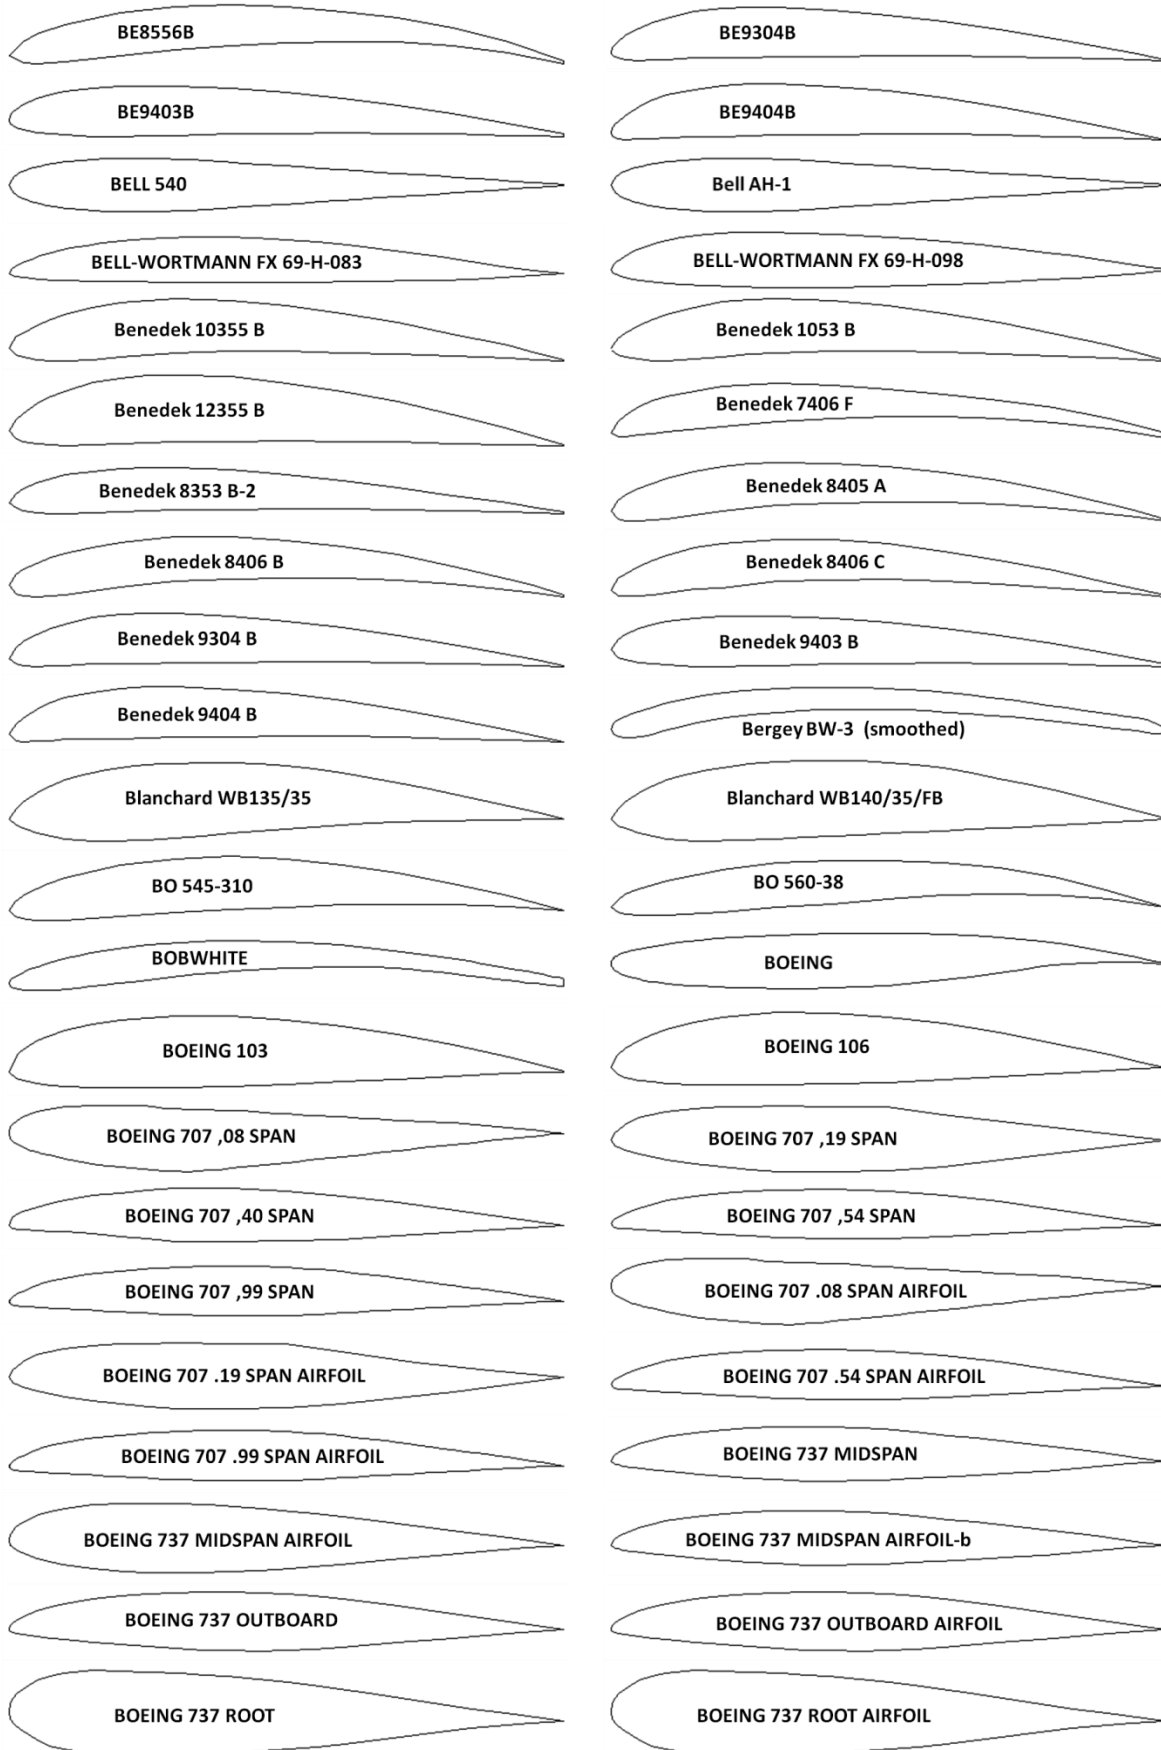 BE8556B
BE9304B
BE9403B
BE9404B
BELL 540
Bell AH-1
BELL-WORTMANN FX 69-H-083
BELL-WORTMANN FX 69-H-098
Benedek 10355 B
Benedek 1053 B
Benedek 12355 B
Benedek 7406 F
Benedek 8353 B-2
Benedek 8405 A
Benedek 8406 B
Benedek 8406 C
Benedek 9304 B
Benedek 9403 B
Benedek 9404 B
Bergey BW-3 (smoothed)
Blanchard WB135/35
Blanchard WB140/35/FB
BO 545-310
BO 560-38
BOBWHITE
BOEING
BOEING 103
BOEING 106
BOEING 707 ,08 SPAN
BOEING 707 ,19 SPAN
BOEING 707 ,40 SPAN
BOEING 707 ,54 SPAN
BOEING 707 ,99 SPAN
BOEING 707 .08 SPAN AIRFOIL
BOEING 707 .19 SPAN AIRFOIL
BOEING 707 .54 SPAN AIRFOIL
BOEING 707 .99 SPAN AIRFOIL
BOEING 737 MIDSPAN
BOEING 737 MIDSPAN AIRFOIL
BOEING 737 MIDSPAN AIRFOIL-b
BOEING 737 OUTBOARD
BOEING 737 OUTBOARD AIRFOIL
BOEING 737 ROOT
BOEING 737 ROOT AIRFOIL